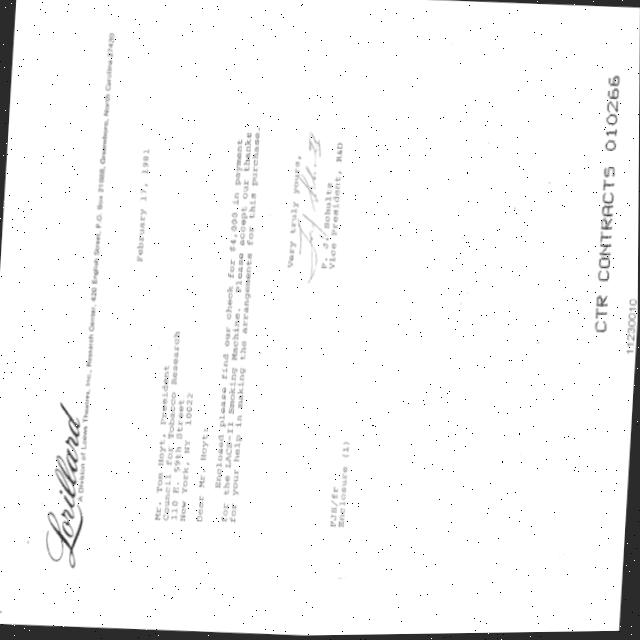 Lorillard
A Division of Loews Theatres, Inc., Research Center, 420 English Street, P.O. Box 21688, Greensboro, North Carolina 27420
February 17, 1981
Mr. Tom Hoyt, President
Council for Tobacco Research
110 E. 59th Street
New York, NY 10022
Dear Mr. Hoyt:
Enclosed please find our check for $4,000 in payment
for the LACS-II Smoking Machine. Please accept our thanks
for your help in making the arrangements for this purchase.
Very truly yours,
F. J. Schultz
Vice President, R&D
FJS/fr
Enclosure (1)
CTR CONTRACTS 010266
11230010